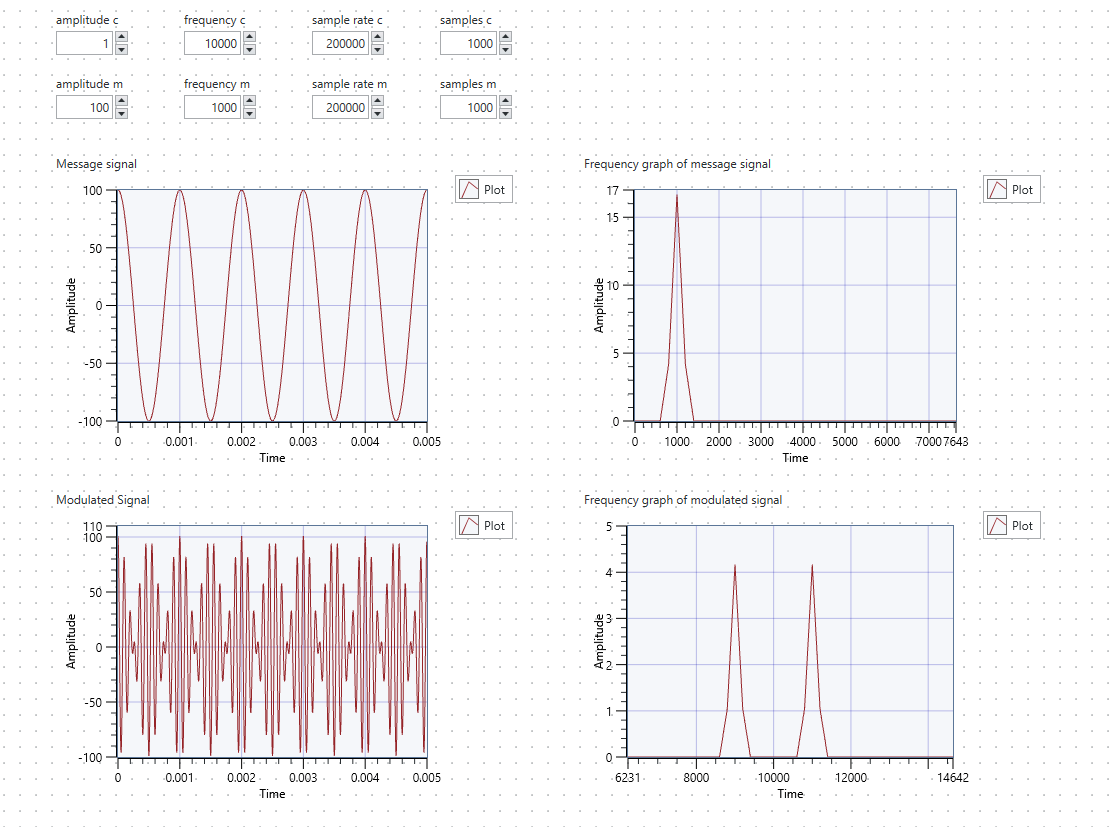 amplitude c frequency c sample rate c samples c
1 10000 200000 1000
amplitude m frequency m sample rate m samples m
100 1000 200000 1000
Message signal
Plot
100
50
0
-50
-100
Amplitude
0 0.001 0.002 0.003 0.004 0.005
Time
Frequency graph of message signal
Plot
17
15
10
5
0
Amplitude
0 1000 2000 3000 4000 5000 6000 7000 7643
Time
Modulated Signal
Plot
110
100
50
0
-50
-100
Amplitude
0 0.001 0.002 0.003 0.004 0.005
Time
Frequency graph of modulated signal
Plot
5
4
3
2
1
0
Amplitude
6231 8000 10000 12000 14642
Time